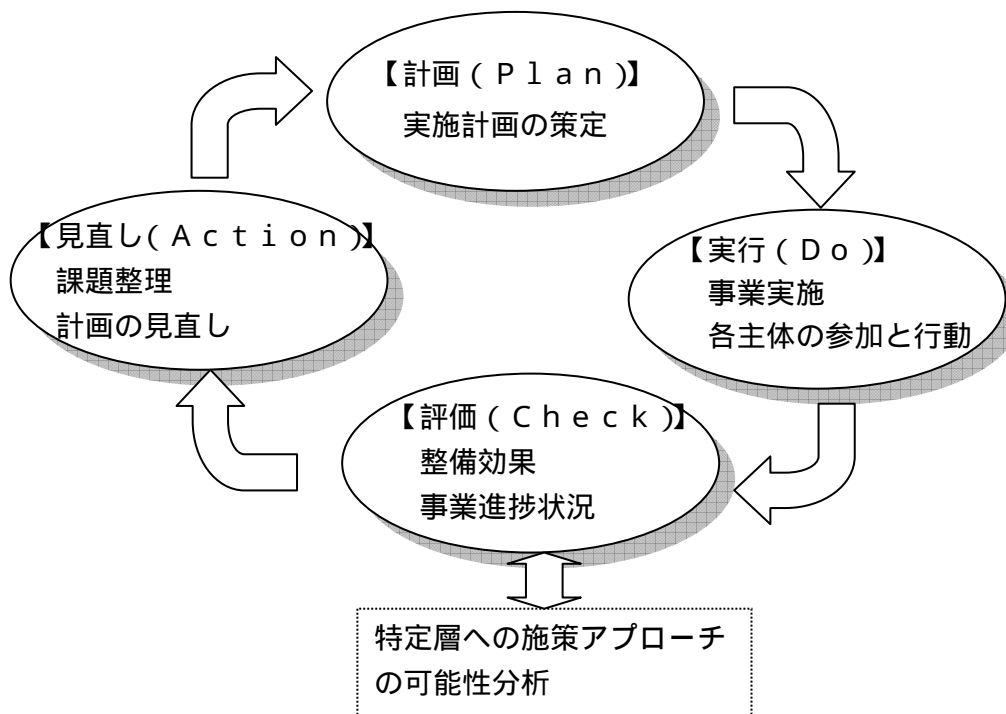 【計画(Plan)】
実施計画の策定
【実行(Do)】
事業実施
各主体の参加と行動
【評価(Check)】
整備効果
事業進捗状況
【見直し(Action)】
課題整理
計画の見直し
特定層への施策アプローチ
の可能性分析